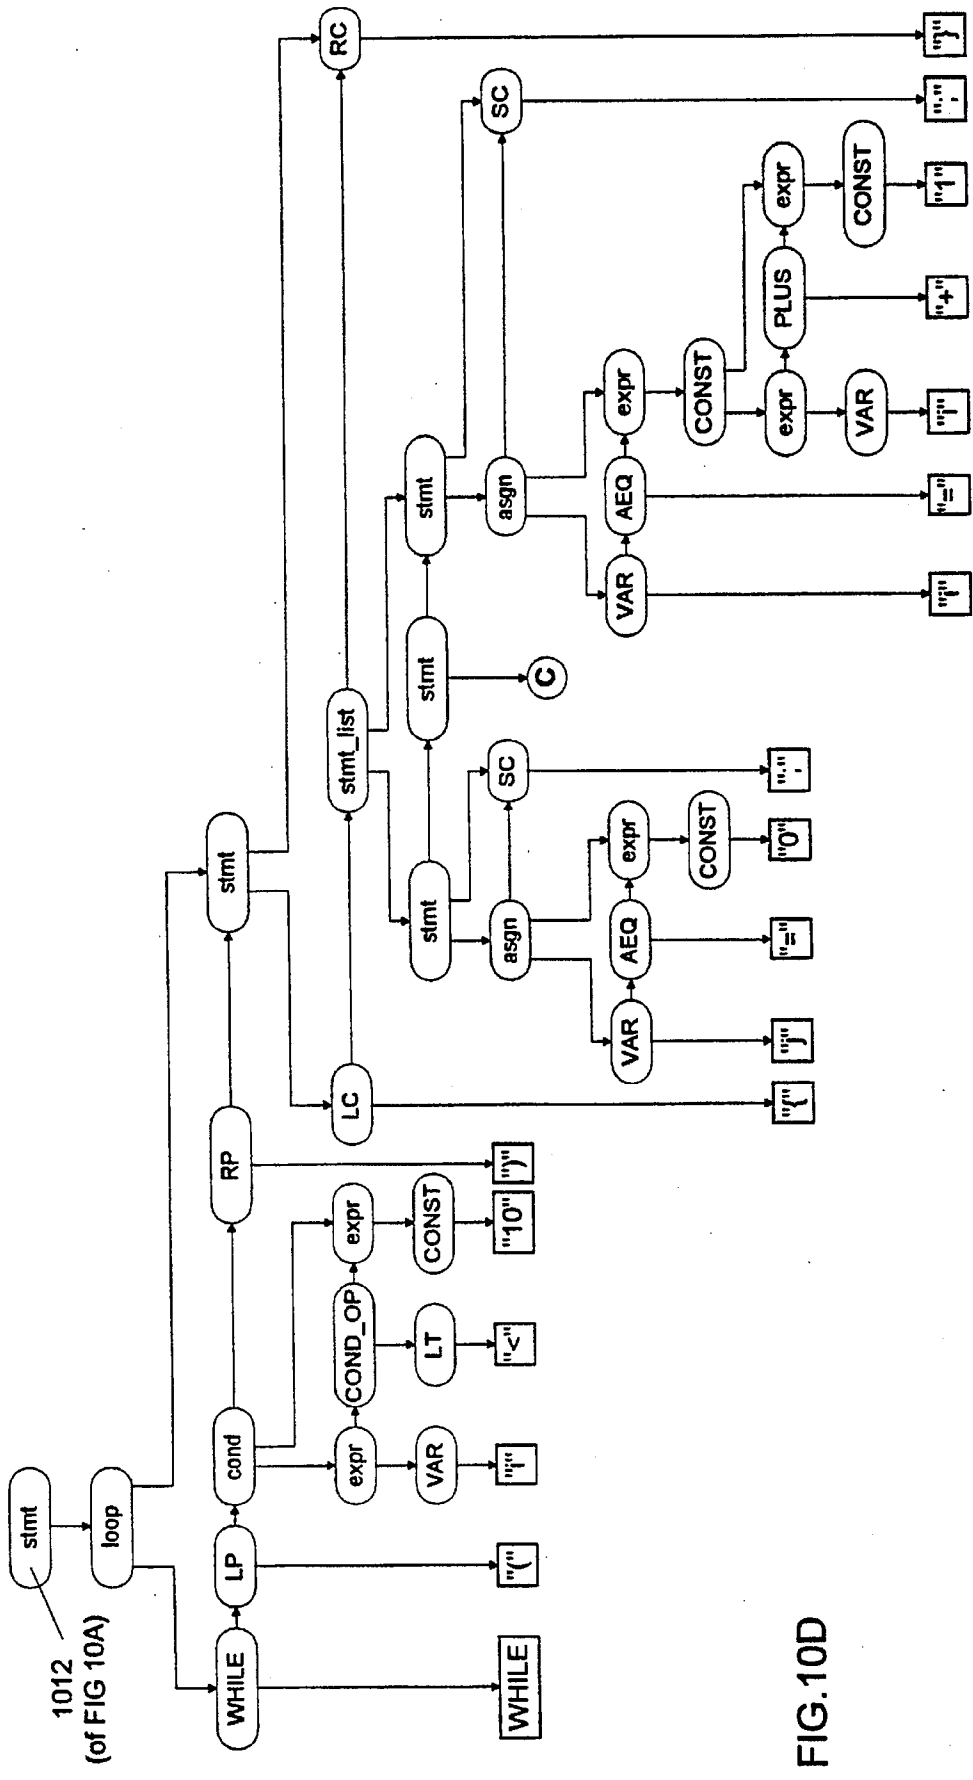 1012
(of FIG 10A)
stmt
loop
WHILE
LP
cond
RP
stmt
expr
COND_OP
expr
LC
stmt_list
RC
VAR
LT
CONST
stmt
stmt
stmt
asgn
SC
C
asgn
SC
VAR
AEQ
expr
VAR
AEQ
expr
CONST
CONST
expr
PLUS
expr
VAR
CONST
WHILE
"("
"i"
"<"
"10"
")"
"{"
"j"
"="
"0"
";"
"i"
"="
"i"
"+"
"1"
";"
"}"
FIG.10D